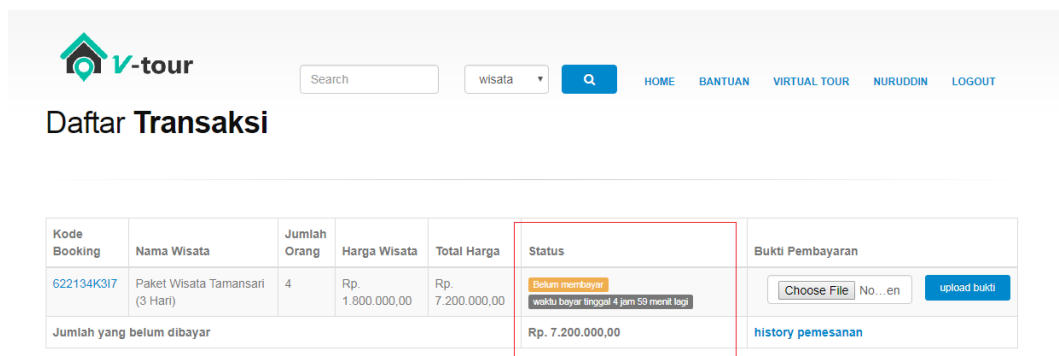 V-tour
Search
wisata
HOME BANTUAN VIRTUAL TOUR NURUDDIN LOGOUT
Daftar Transaksi
Kode Booking Nama Wisata Jumlah Orang Harga Wisata Total Harga Status Bukti Pembayaran
622134K3I7 Paket Wisata Tamansari (3 Hari) 4 Rp. 1.800.000,00 Rp. 7.200.000,00 Belum membayar waktu bayar tinggal 4 jam 59 menit lagi Choose File No...en upload bukti
Jumlah yang belum dibayar Rp. 7.200.000,00 history pemesanan